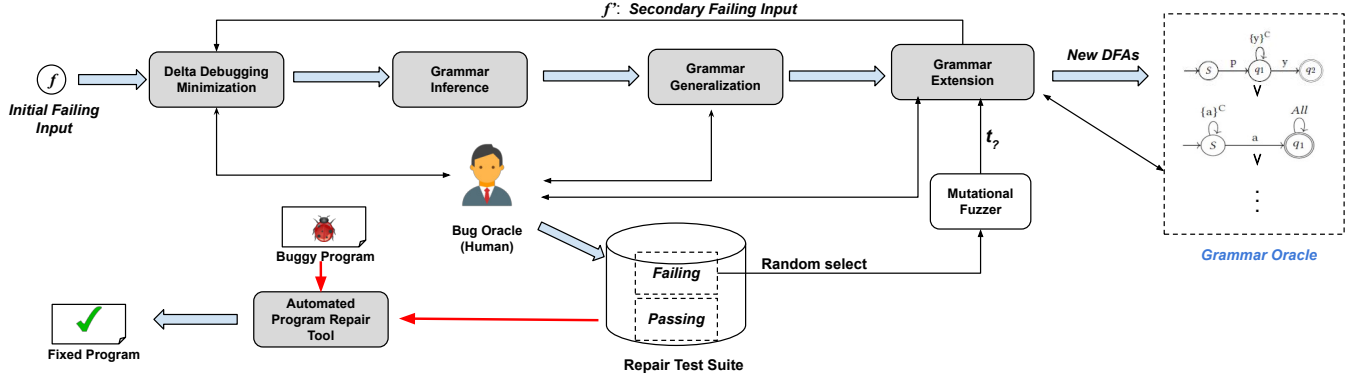 f': Secondary Failing Input
f
Initial Failing
Input
Delta Debugging
Minimization
Grammar
Inference
Grammar
Generalization
Grammar
Extension
New DFAs
{y}ᶜ
S
p
q₁
y
q₂
∨
{a}ᶜ
All
S
a
q₁
∨
Grammar Oracle
t?
Mutational
Fuzzer
Bug Oracle
(Human)
Buggy Program
Failing
Random select
Passing
Repair Test Suite
Automated
Program Repair
Tool
Fixed Program